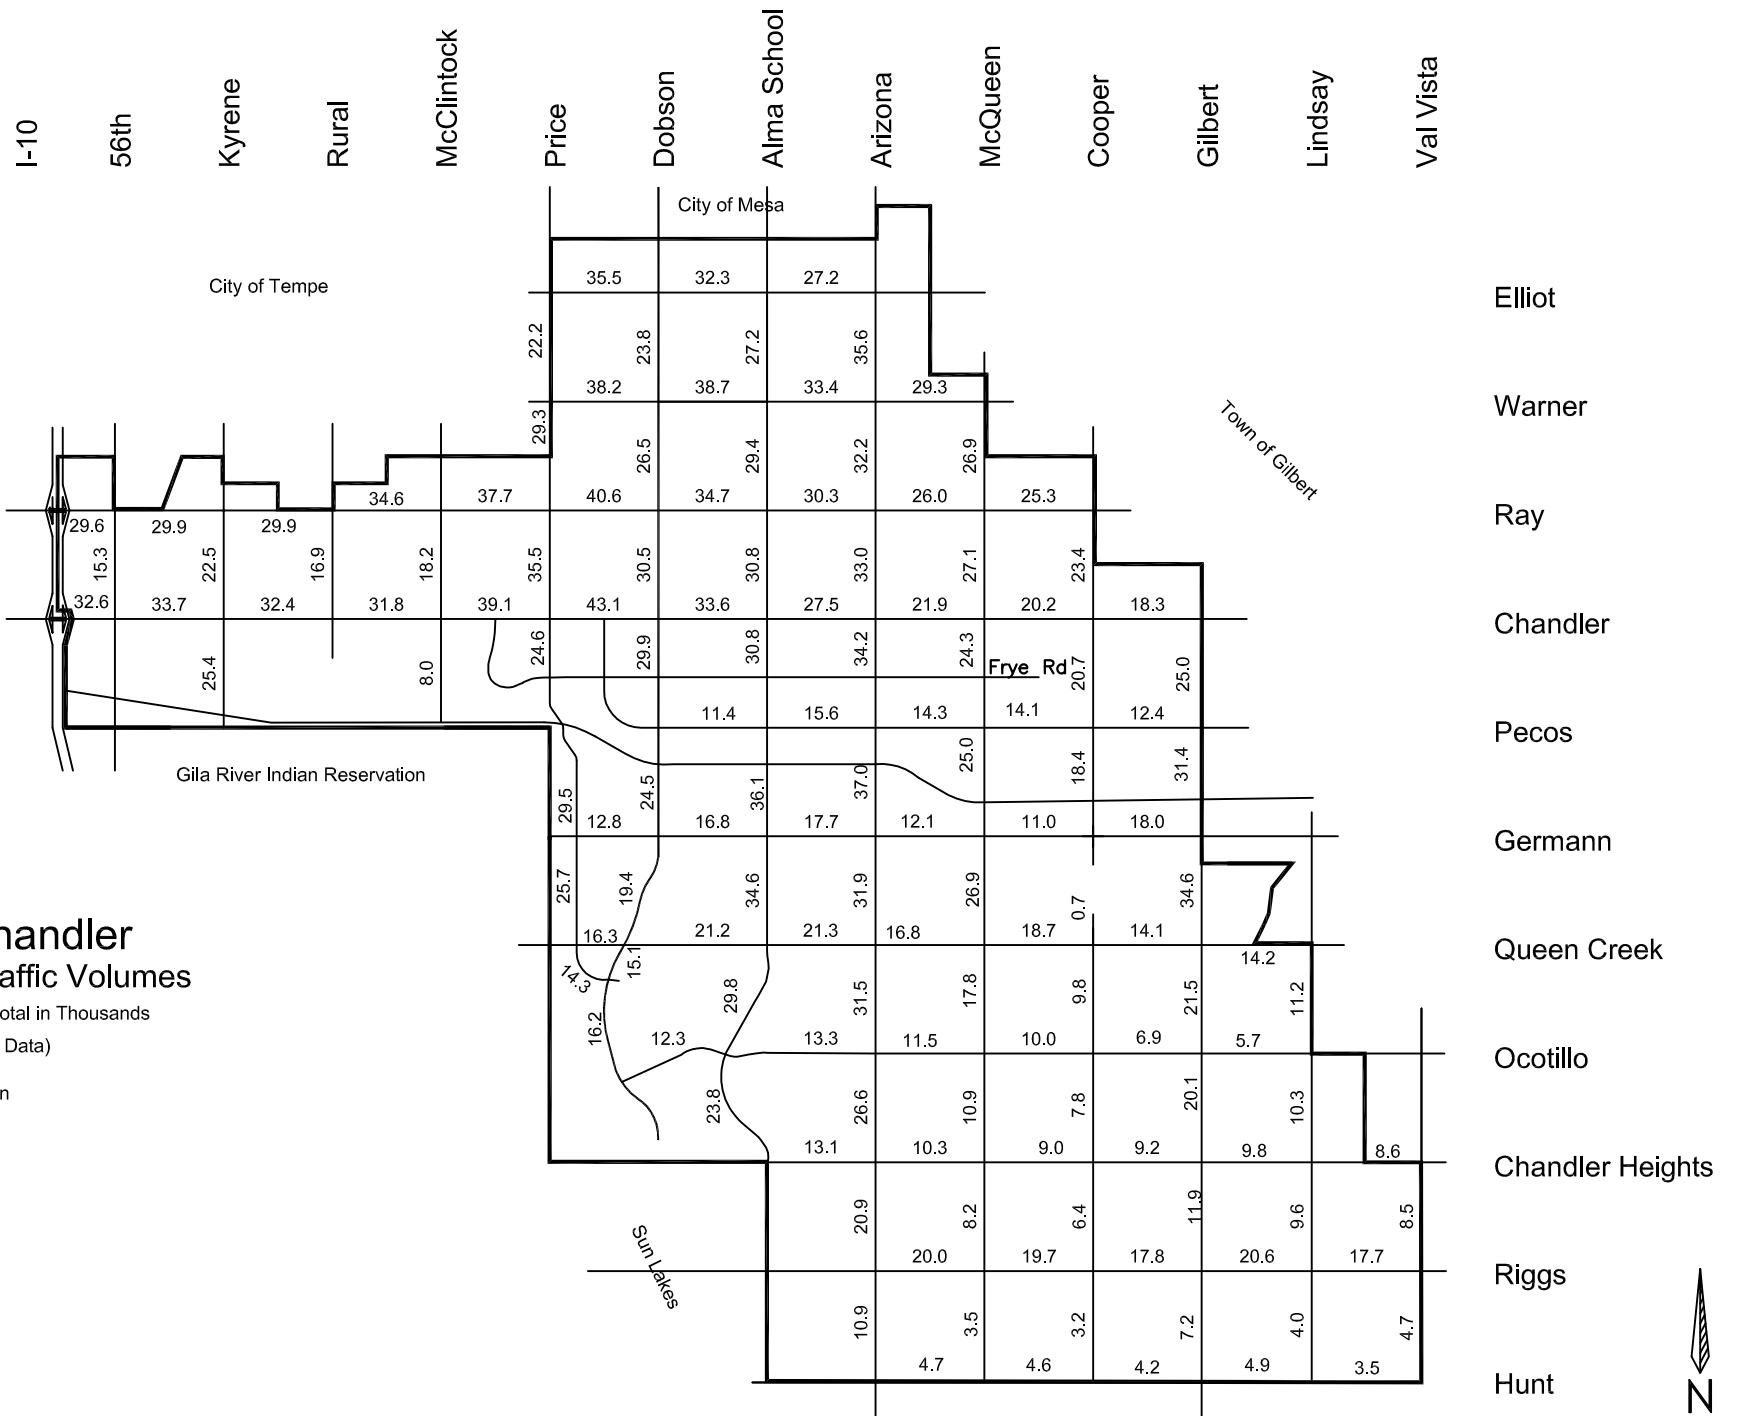 I-10
56th
Kyrene
Rural
McClintock
Price
Dobson
Alma School
Arizona
McQueen
Cooper
Gilbert
Lindsay
Val Vista
City of Mesa
City of Tempe
35.5 32.3 27.2
Elliot
22.2 23.8 27.2 35.6
38.2 38.7 33.4 29.3
Warner
Town of Gilbert
29.3 26.5 29.4 32.2 26.9
34.6 37.7 40.6 34.7 30.3 26.0 25.3
Ray
29.6 29.9 29.9
15.3 22.5 16.9 18.2 35.5 30.5 30.8 33.0 27.1 23.4
32.6 33.7 32.4 31.8 39.1 43.1 33.6 27.5 21.9 20.2 18.3
Chandler
25.4 8.0 24.6 29.9 30.8 34.2 24.3 20.7 25.0
Frye Rd
11.4 15.6 14.3 14.1 12.4
Pecos
Gila River Indian Reservation
29.5 24.5 36.1 37.0 25.0 18.4 31.4
12.8 16.8 17.7 12.1 11.0 18.0
Germann
25.7 19.4 34.6 31.9 26.9 0.7 34.6
16.3 21.2 21.3 16.8 18.7 14.1
Queen Creek
14.2
handler
affic Volumes
otal in Thousands
Data)
n
14.3 15.1 29.8 31.5 17.8 9.8 21.5 11.2
16.2
12.3 13.3 11.5 10.0 6.9 5.7
Ocotillo
23.8 26.6 10.9 7.8 20.1 10.3
13.1 10.3 9.0 9.2 9.8 8.6
Chandler Heights
Sun Lakes
20.9 8.2 6.4 11.9 9.6 8.5
20.0 19.7 17.8 20.6 17.7
Riggs
10.9 3.5 3.2 7.2 4.0 4.7
4.7 4.6 4.2 4.9 3.5
Hunt
N